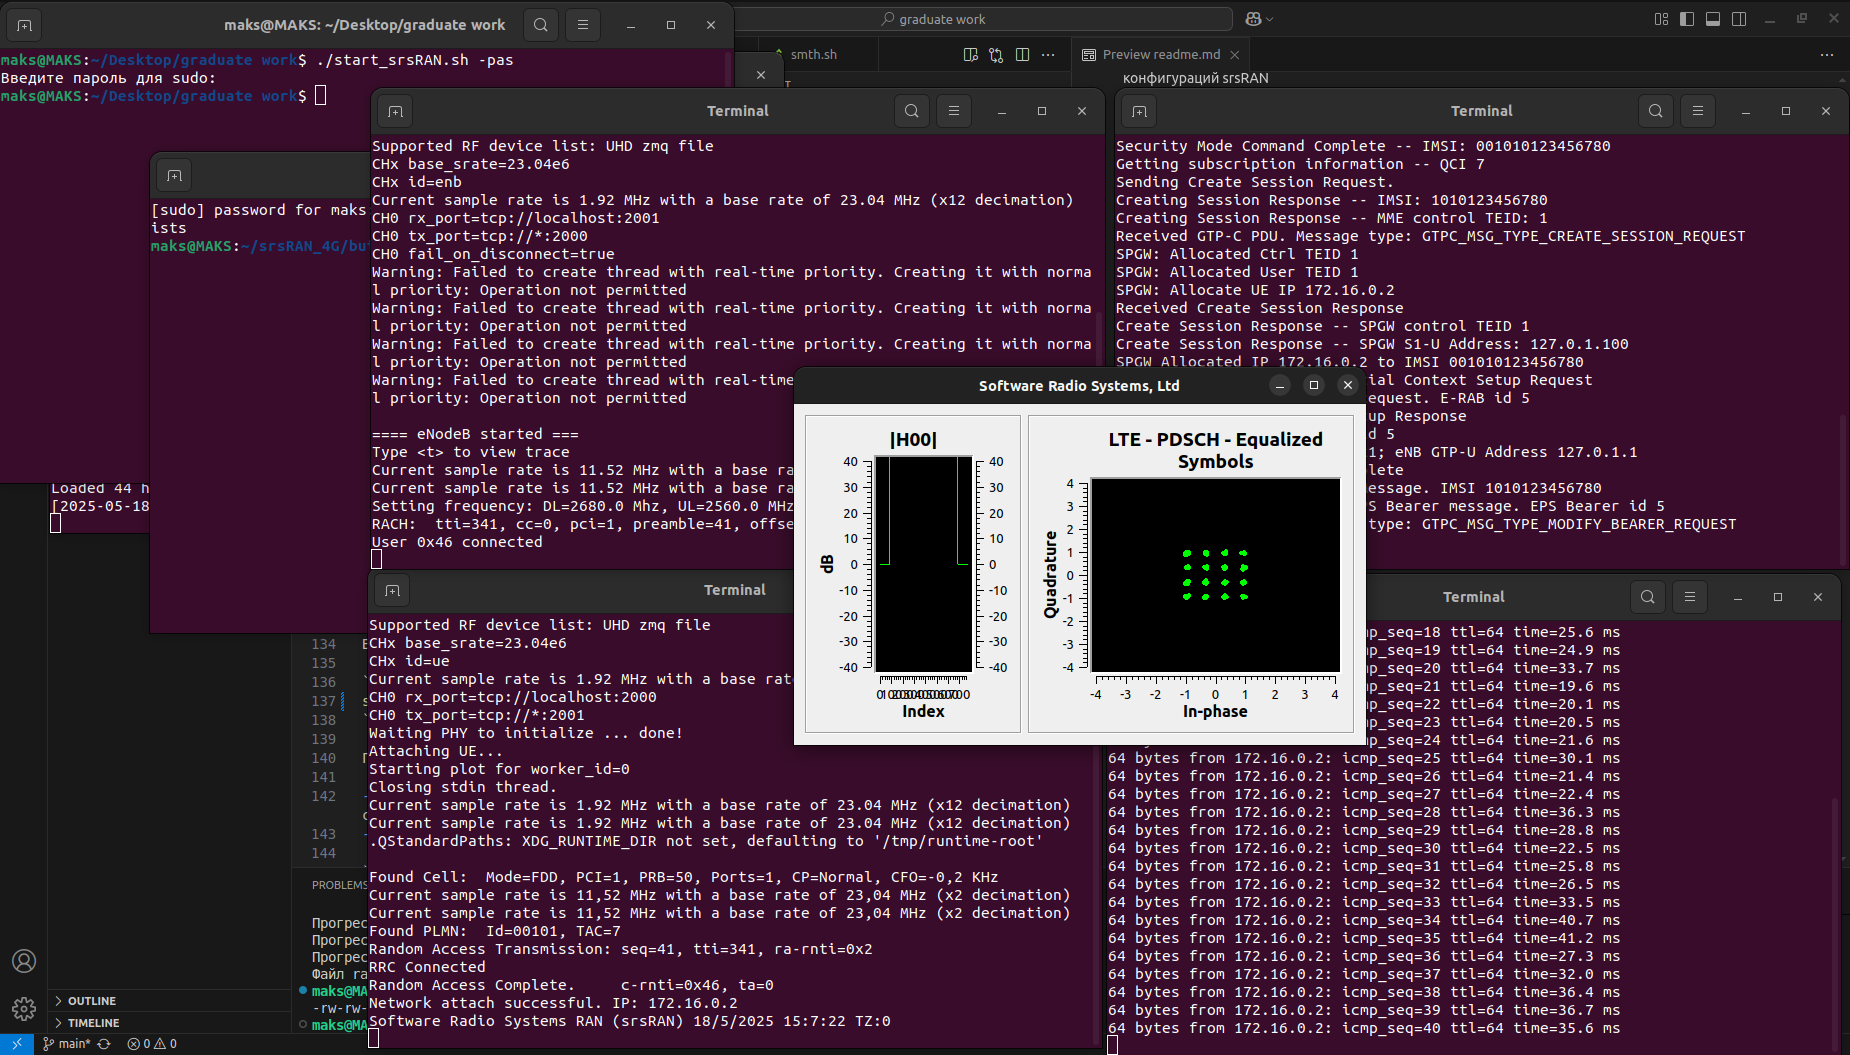 maks@MAKS: ~/Desktop/graduate work
graduate work
maks@MAKS:~/Desktop/graduate work$ ./start_srsRAN.sh -pas
Введите пароль для sudo:
maks@MAKS:~/Desktop/graduate work$
smth.sh
Preview readme.md
конфигураций srsRAN
[sudo] password for maks
ists
maks@MAKS:~/srsRAN_4G/bu
Loaded 44 h
[2025-05-18
Terminal
Supported RF device list: UHD zmq file
CHx base_srate=23.04e6
CHx id=enb
Current sample rate is 1.92 MHz with a base rate of 23.04 MHz (x12 decimation)
CH0 rx_port=tcp://localhost:2001
CH0 tx_port=tcp://*:2000
CH0 fail_on_disconnect=true
Warning: Failed to create thread with real-time priority. Creating it with norma
l priority: Operation not permitted
Warning: Failed to create thread with real-time priority. Creating it with norma
l priority: Operation not permitted
Warning: Failed to create thread with real-time priority. Creating it with norma
l priority: Operation not permitted
Warning: Failed to create thread with real-time
l priority: Operation not permitted
==== eNodeB started ===
Type <t> to view trace
Current sample rate is 11.52 MHz with a base ra
Current sample rate is 11.52 MHz with a base ra
Setting frequency: DL=2680.0 Mhz, UL=2560.0 MHz
RACH:  tti=341, cc=0, pci=1, preamble=41, offse
User 0x46 connected
Terminal
Security Mode Command Complete -- IMSI: 001010123456780
Getting subscription information -- QCI 7
Sending Create Session Request.
Creating Session Response -- IMSI: 1010123456780
Creating Session Response -- MME control TEID: 1
Received GTP-C PDU. Message type: GTPC_MSG_TYPE_CREATE_SESSION_REQUEST
SPGW: Allocated Ctrl TEID 1
SPGW: Allocated User TEID 1
SPGW: Allocate UE IP 172.16.0.2
Received Create Session Response
Create Session Response -- SPGW control TEID 1
Create Session Response -- SPGW S1-U Address: 127.0.1.100
SPGW Allocated IP 172.16.0.2 to IMSI 001010123456780
ial Context Setup Request
equest. E-RAB id 5
up Response
d 5
1; eNB GTP-U Address 127.0.1.1
plete
essage. IMSI 1010123456780
PS Bearer message. EPS Bearer id 5
type: GTPC_MSG_TYPE_MODIFY_BEARER_REQUEST
Software Radio Systems, Ltd
|H00|
40
30
20
10
0
-10
-20
-30
-40
dB
40
30
20
10
0
-10
-20
-30
-40
0 100200300400500600700
Index
LTE - PDSCH - Equalized
Symbols
4
3
2
1
0
-1
-2
-3
-4
Quadrature
-4 -3 -2 -1 0 1 2 3 4
In-phase
Terminal
Supported RF device list: UHD zmq file
CHx base_srate=23.04e6
CHx id=ue
Current sample rate is 1.92 MHz with a base rat
CH0 rx_port=tcp://localhost:2000
CH0 tx_port=tcp://*:2001
Waiting PHY to initialize ... done!
Attaching UE...
Starting plot for worker_id=0
Closing stdin thread.
Current sample rate is 1.92 MHz with a base rate of 23.04 MHz (x12 decimation)
Current sample rate is 1.92 MHz with a base rate of 23.04 MHz (x12 decimation)
.QStandardPaths: XDG_RUNTIME_DIR not set, defaulting to '/tmp/runtime-root'
Found Cell:  Mode=FDD, PCI=1, PRB=50, Ports=1, CP=Normal, CFO=-0,2 KHz
Current sample rate is 11,52 MHz with a base rate of 23,04 MHz (x2 decimation)
Current sample rate is 11,52 MHz with a base rate of 23,04 MHz (x2 decimation)
Found PLMN:  Id=00101, TAC=7
Random Access Transmission: seq=41, tti=341, ra-rnti=0x2
RRC Connected
Random Access Complete.     c-rnti=0x46, ta=0
Network attach successful. IP: 172.16.0.2
Software Radio Systems RAN (srsRAN) 18/5/2025 15:7:22 TZ:0
Terminal
mp_seq=18 ttl=64 time=25.6 ms
mp_seq=19 ttl=64 time=24.9 ms
mp_seq=20 ttl=64 time=33.7 ms
mp_seq=21 ttl=64 time=19.6 ms
mp_seq=22 ttl=64 time=20.1 ms
mp_seq=23 ttl=64 time=20.5 ms
mp_seq=24 ttl=64 time=21.6 ms
64 bytes from 172.16.0.2: icmp_seq=25 ttl=64 time=30.1 ms
64 bytes from 172.16.0.2: icmp_seq=26 ttl=64 time=21.4 ms
64 bytes from 172.16.0.2: icmp_seq=27 ttl=64 time=22.4 ms
64 bytes from 172.16.0.2: icmp_seq=28 ttl=64 time=36.3 ms
64 bytes from 172.16.0.2: icmp_seq=29 ttl=64 time=28.8 ms
64 bytes from 172.16.0.2: icmp_seq=30 ttl=64 time=22.5 ms
64 bytes from 172.16.0.2: icmp_seq=31 ttl=64 time=25.8 ms
64 bytes from 172.16.0.2: icmp_seq=32 ttl=64 time=26.5 ms
64 bytes from 172.16.0.2: icmp_seq=33 ttl=64 time=33.5 ms
64 bytes from 172.16.0.2: icmp_seq=34 ttl=64 time=40.7 ms
64 bytes from 172.16.0.2: icmp_seq=35 ttl=64 time=41.2 ms
64 bytes from 172.16.0.2: icmp_seq=36 ttl=64 time=27.3 ms
64 bytes from 172.16.0.2: icmp_seq=37 ttl=64 time=32.0 ms
64 bytes from 172.16.0.2: icmp_seq=38 ttl=64 time=36.4 ms
64 bytes from 172.16.0.2: icmp_seq=39 ttl=64 time=36.7 ms
64 bytes from 172.16.0.2: icmp_seq=40 ttl=64 time=35.6 ms
134
135
136
137
138
139
140
141
142
143
144
PROBLEMS
Прогрес
Прогрес
Прогрес
Файл ra
maks@MA
-rw-rw-
maks@MA
OUTLINE
TIMELINE
main*
0 0